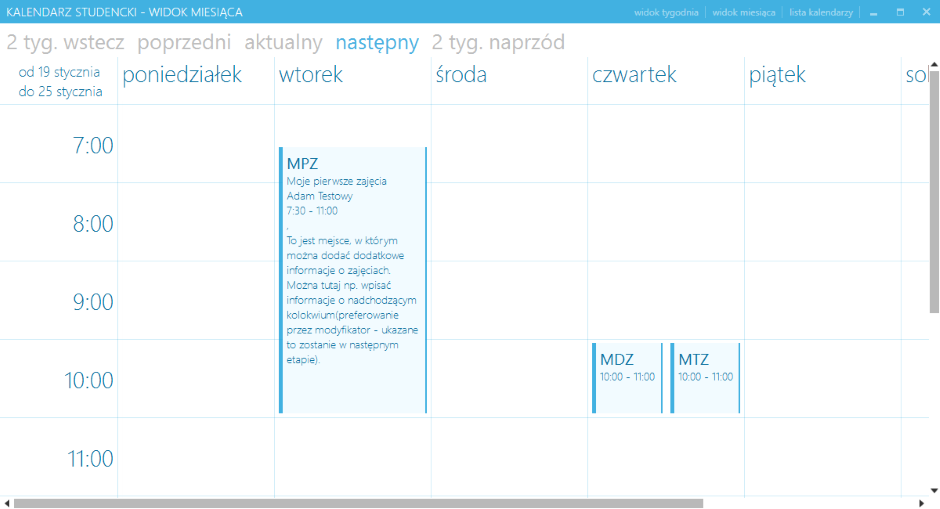 KALENDARZ STUDENCKI - WIDOK MIESIĄCA
widok tygodnia
widok miesiąca
lista kalendarzy
2 tyg. wstecz
poprzedni
aktualny
następny
2 tyg. naprzód
od 19 stycznia
do 25 stycznia
poniedziałek
wtorek
środa
czwartek
piątek
7:00
8:00
9:00
10:00
11:00
MPZ
Moje pierwsze zajęcia
Adam Testowy
7:30 - 11:00
,
To jest mejsce, w którym
można dodać dodatkowe
informacje o zajęciach.
Można tutaj np. wpisać
informacje o nadchodzącym
kolokwium(preferowanie
przez modyfikator - ukazane
to zostanie w następnym
etapie).
MDZ
10:00 - 11:00
MTZ
10:00 - 11:00